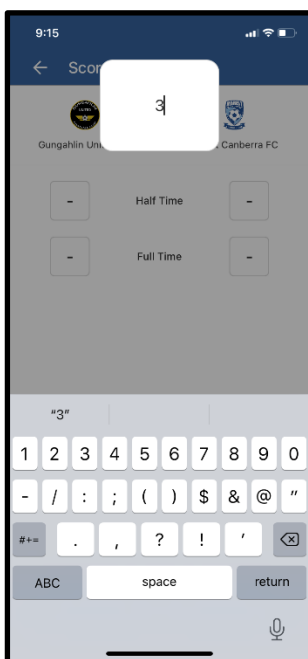 9:15
Scor
3
Gungahlin Uni
Canberra FC
- Half Time -
- Full Time -
"3"
1 2 3 4 5 6 7 8 9 0
- / : ; ( ) $ & @ "
#+= . , ? ! ' 
ABC space return